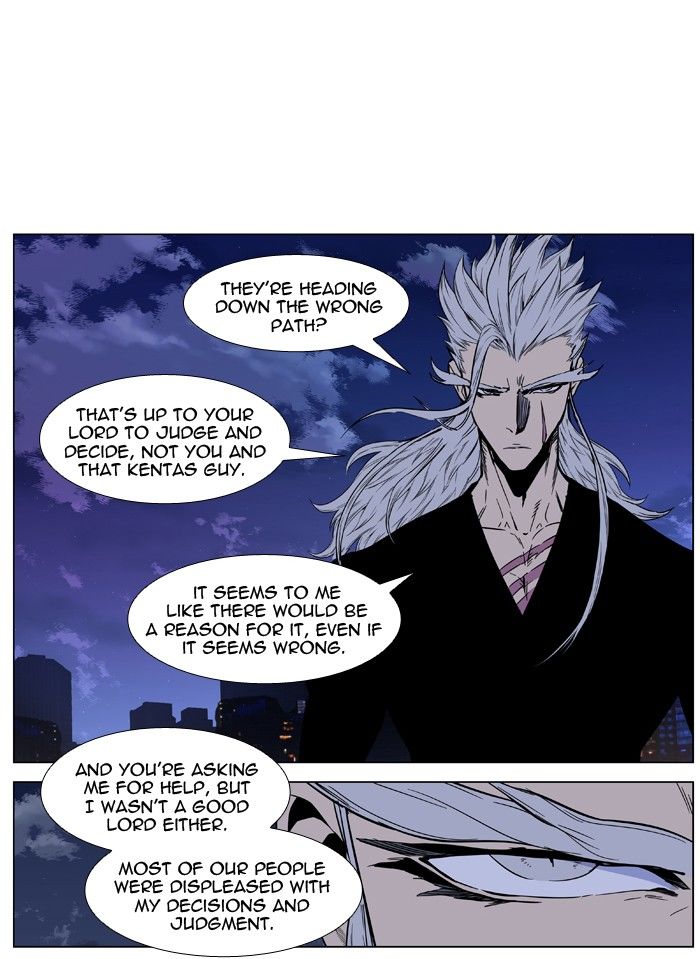 THEY'RE HEADING
DOWN THE WRONG
PATH?
THAT'S UP TO YOUR
LORD TO JUDGE AND
DECIDE, NOT YOU AND
THAT KENTAS GUY.
IT SEEMS TO ME
LIKE THERE WOULD BE
A REASON FOR IT, EVEN IF
IT SEEMS WRONG.
AND YOU'RE ASKING
ME FOR HELP, BUT
I WASN'T A GOOD
LORD EITHER.
MOST OF OUR PEOPLE
WERE DISPLEASED WITH
MY DECISIONS AND
JUDGMENT.